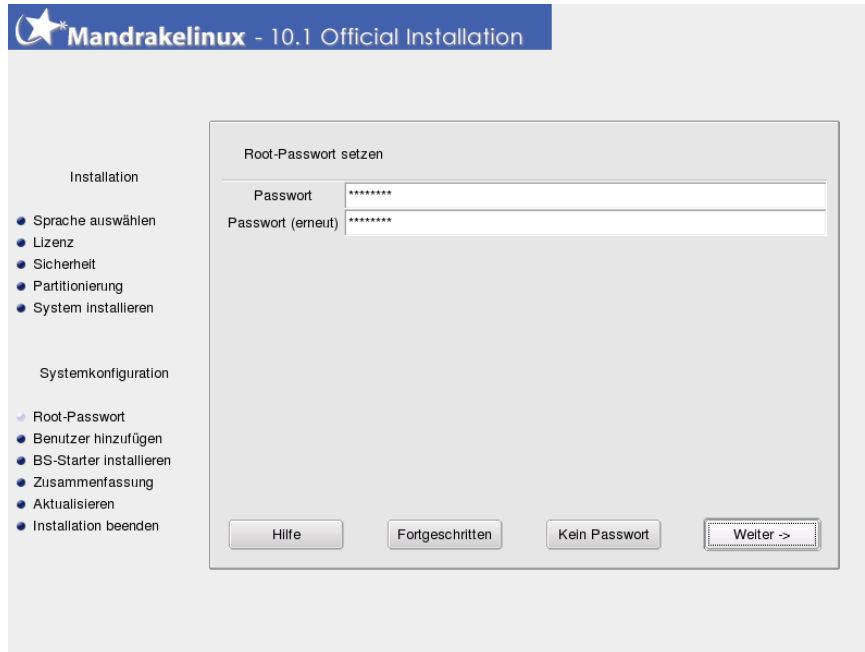 Mandrakelinux - 10.1 Official Installation
Installation
Sprache auswählen
Lizenz
Sicherheit
Partitionierung
System installieren
Systemkonfiguration
Root-Passwort
Benutzer hinzufügen
BS-Starter installieren
Zusammenfassung
Aktualisieren
Installation beenden
Root-Passwort setzen
Passwort ********
Passwort (erneut) ********
Hilfe
Fortgeschritten
Kein Passwort
Weiter ->